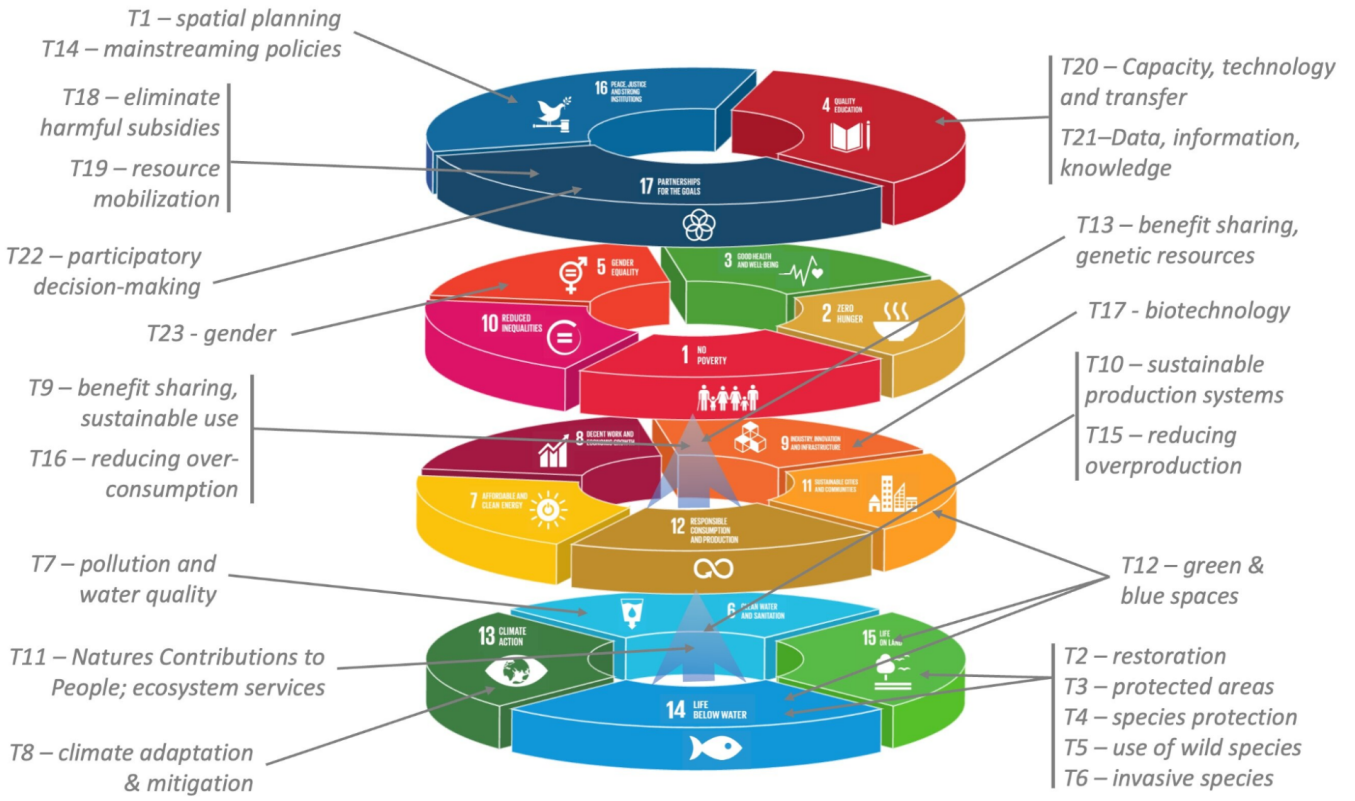 T1 – spatial planning
T14 – mainstreaming policies
T18 – eliminate
harmful subsidies
T19 – resource
mobilization
T22 – participatory
decision-making
T23 - gender
T9 – benefit sharing,
sustainable use
T16 – reducing over-
consumption
T7 – pollution and
water quality
T11 – Natures Contributions to
People; ecosystem services
T8 – climate adaptation
& mitigation
16 PEACE, JUSTICE
AND STRONG
INSTITUTIONS
4 QUALITY
EDUCATION
17 PARTNERSHIPS
FOR THE GOALS
5 GENDER
EQUALITY
3 GOOD HEALTH
AND WELL-BEING
10 REDUCED
INEQUALITIES
2 ZERO
HUNGER
1 NO
POVERTY
8 DECENT WORK AND
ECONOMIC GROWTH
9 INDUSTRY, INNOVATION
AND INFRASTRUCTURE
7 AFFORDABLE AND
CLEAN ENERGY
11 SUSTAINABLE CITIES
AND COMMUNITIES
12 RESPONSIBLE
CONSUMPTION
AND PRODUCTION
6 CLEAN WATER
AND SANITATION
13 CLIMATE
ACTION
15 LIFE
ON LAND
14 LIFE
BELOW WATER
T20 – Capacity, technology
and transfer
T21–Data, information,
knowledge
T13 – benefit sharing,
genetic resources
T17 - biotechnology
T10 – sustainable
production systems
T15 – reducing
overproduction
T12 – green &
blue spaces
T2 – restoration
T3 – protected areas
T4 – species protection
T5 – use of wild species
T6 – invasive species